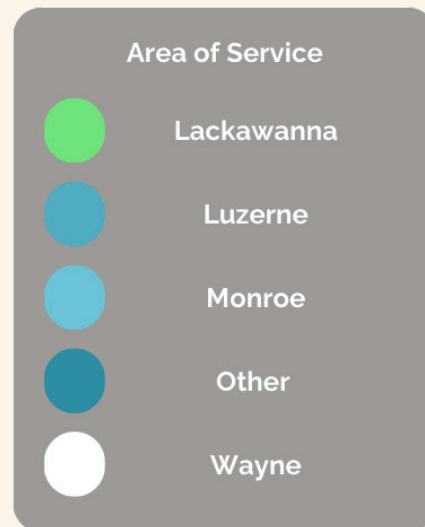 Area of Service
Lackawanna
Luzerne
Monroe
Other
Wayne